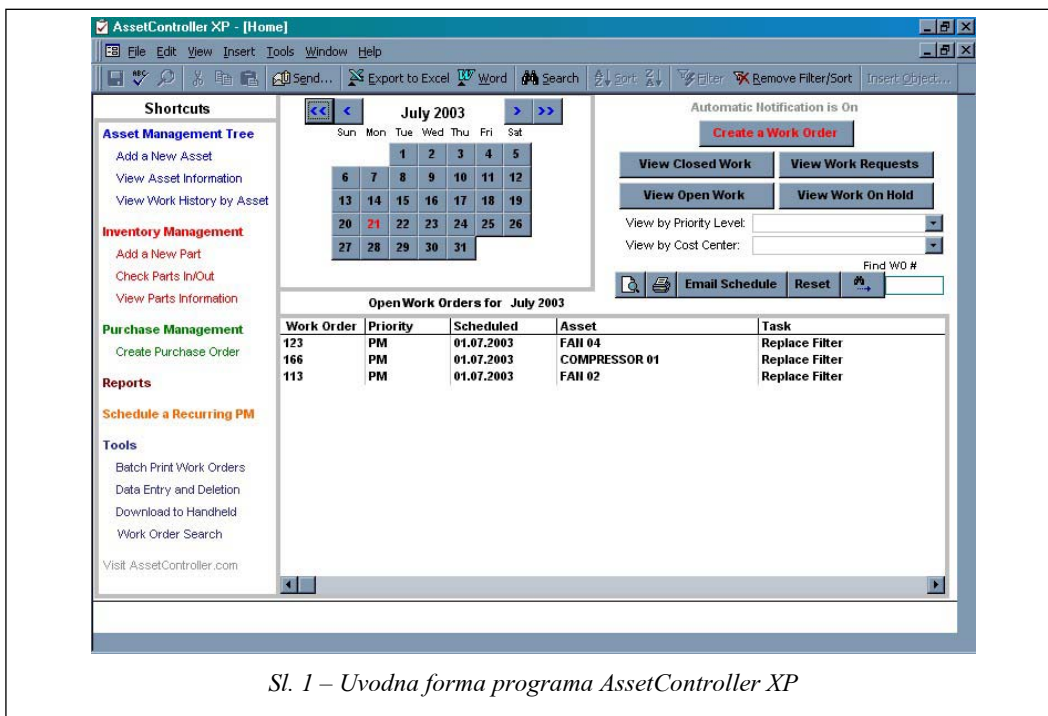 AssetController XP - [Home]
File Edit View Insert Tools Window Help
ABC Send... Export to Excel Word Search Sort Filter Remove Filter/Sort Insert Object...
Shortcuts
Asset Management Tree
Add a New Asset
View Asset Information
View Work History by Asset
Inventory Management
Add a New Part
Check Parts In/Out
View Parts Information
Purchase Management
Create Purchase Order
Reports
Schedule a Recurring PM
Tools
Batch Print Work Orders
Data Entry and Deletion
Download to Handheld
Work Order Search
Visit AssetController.com
<< < July 2003 > >>
Sun Mon Tue Wed Thu Fri Sat
1 2 3 4 5
6 7 8 9 10 11 12
13 14 15 16 17 18 19
20 21 22 23 24 25 26
27 28 29 30 31
Automatic Notification is On
Create a Work Order
View Closed Work View Work Requests
View Open Work View Work On Hold
View by Priority Level:
View by Cost Center:
Find WO #
Email Schedule Reset
Open Work Orders for July 2003
Work Order Priority Scheduled Asset Task
123 PM 01.07.2003 FAN 04 Replace Filter
166 PM 01.07.2003 COMPRESSOR 01 Replace Filter
113 PM 01.07.2003 FAN 02 Replace Filter
Sl. 1 – Uvodna forma programa AssetController XP